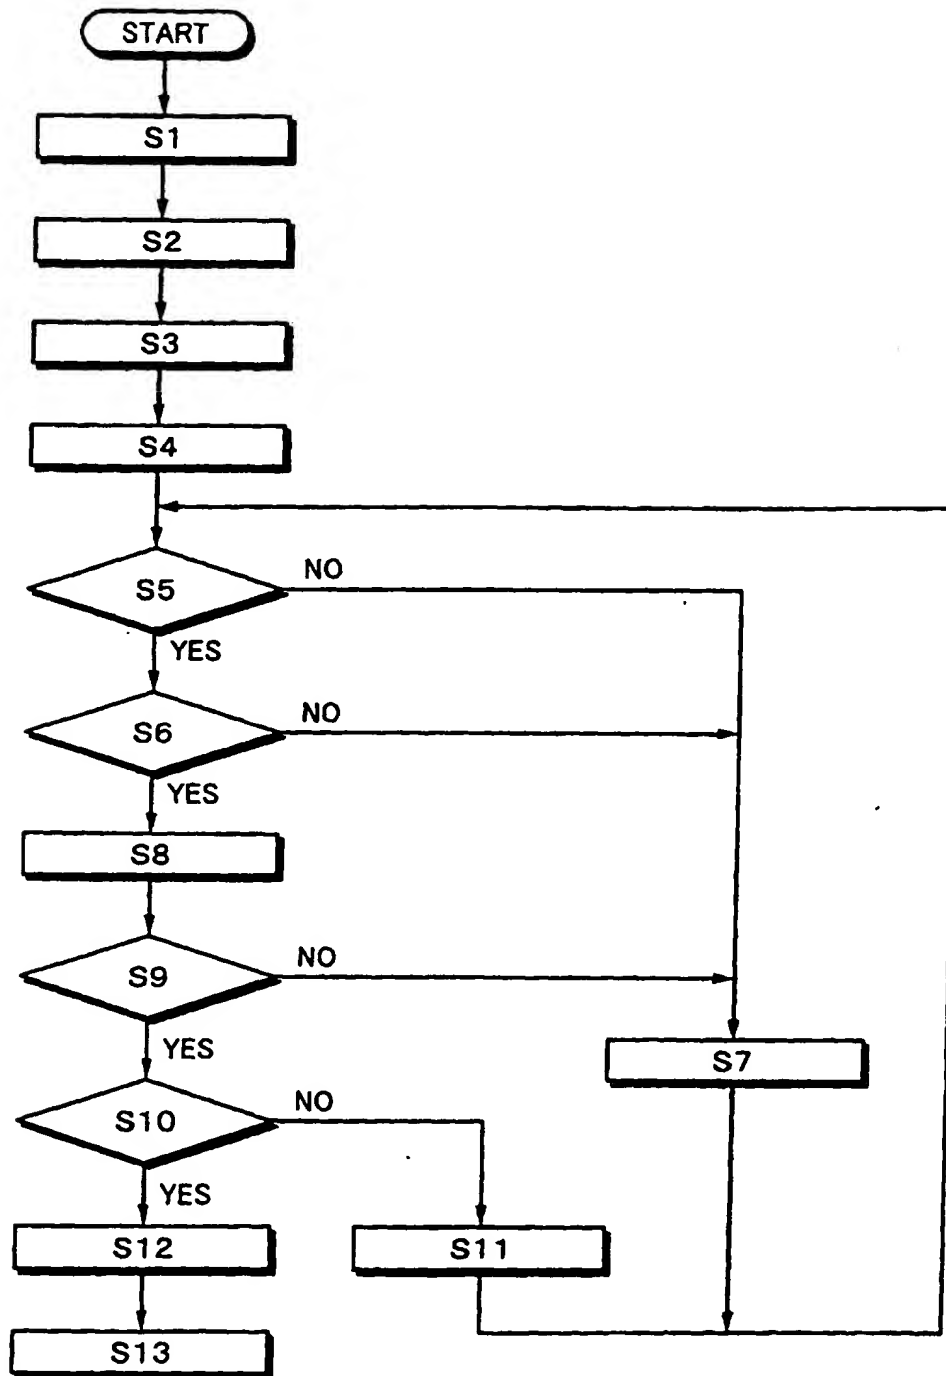 START
S1
S2
S3
S4
S5
NO
YES
S6
NO
YES
S8
S9
NO
YES
S7
S10
NO
YES
S12
S11
S13